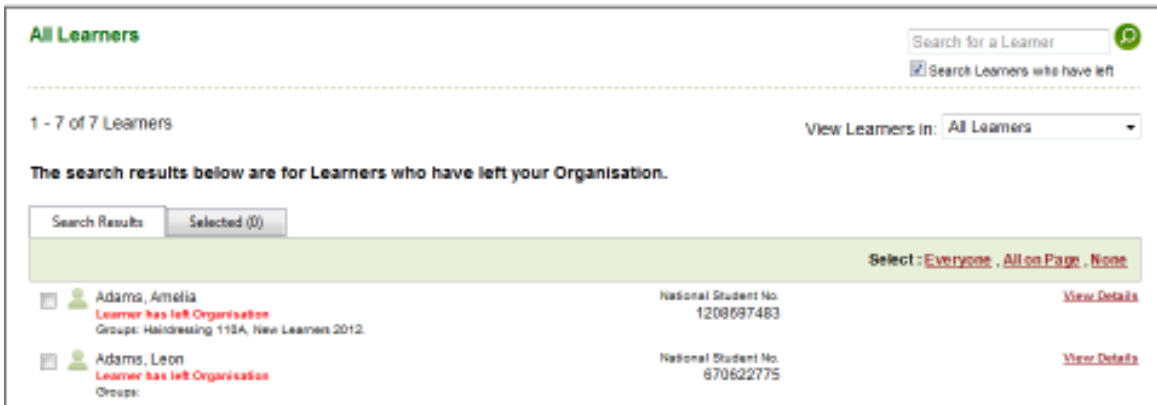 All Learners
Search for a Learner
Search Learners who have left
1 - 7 of 7 Learners
View Learners in: All Learners
The search results below are for Learners who have left your Organisation.
Search Results
Selected (0)
Select : Everyone , All on Page , None
Adams, Amelia
National Student No.
View Details
Learner has left Organisation
1208697483
Groups: Hairdressing 110A, New Learners 2012.
Adams, Leon
National Student No.
View Details
Learner has left Organisation
670622775
Groups: